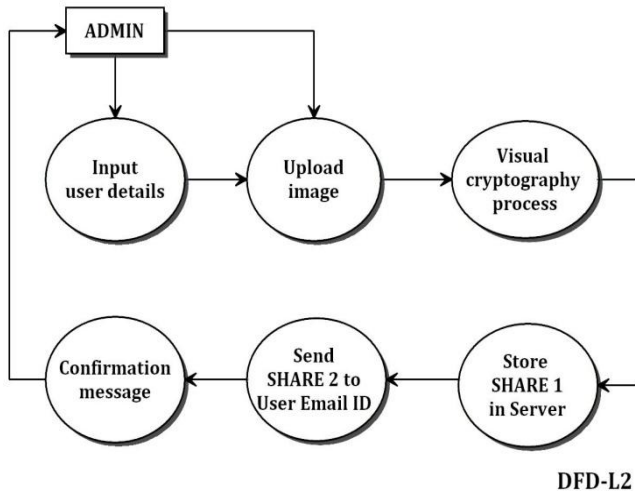 ADMIN
Input
user details
Upload
image
Visual
cryptography
process
Confirmation
message
Send
SHARE 2 to
User Email ID
Store
SHARE 1
in Server
DFD-L2